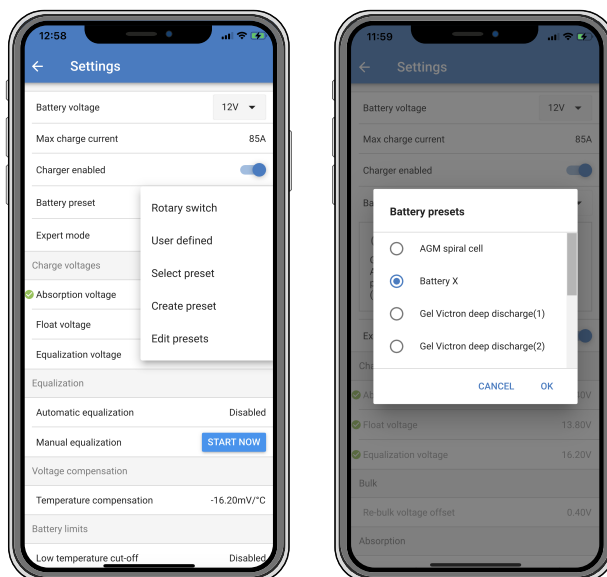 12:58
Settings
Battery voltage 12V
Max charge current 85A
Charger enabled
Battery preset
Expert mode
Rotary switch
User defined
Select preset
Create preset
Edit presets
Charge voltages
Absorption voltage
Float voltage
Equalization voltage
Equalization
Automatic equalization Disabled
Manual equalization START NOW
Voltage compensation
Temperature compensation -16.20mV/°C
Battery limits
Low temperature cut-off Disabled
11:59
Settings
Battery voltage 12V
Max charge current 85A
Charger enabled
Ba
Battery presets
AGM spiral cell
Battery X
Gel Victron deep discharge(1)
Gel Victron deep discharge(2)
CANCEL OK
Ex
Cha
Float voltage 13.80V
Equalization voltage 16.20V
Bulk
Re-bulk voltage offset 0.40V
Absorption